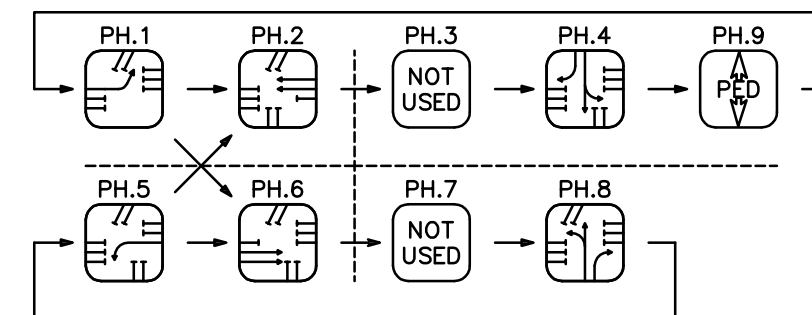 PH.1
PH.2
PH.3
PH.4
PH.9
NOT
USED
PED
PH.5
PH.6
PH.7
PH.8
NOT
USED